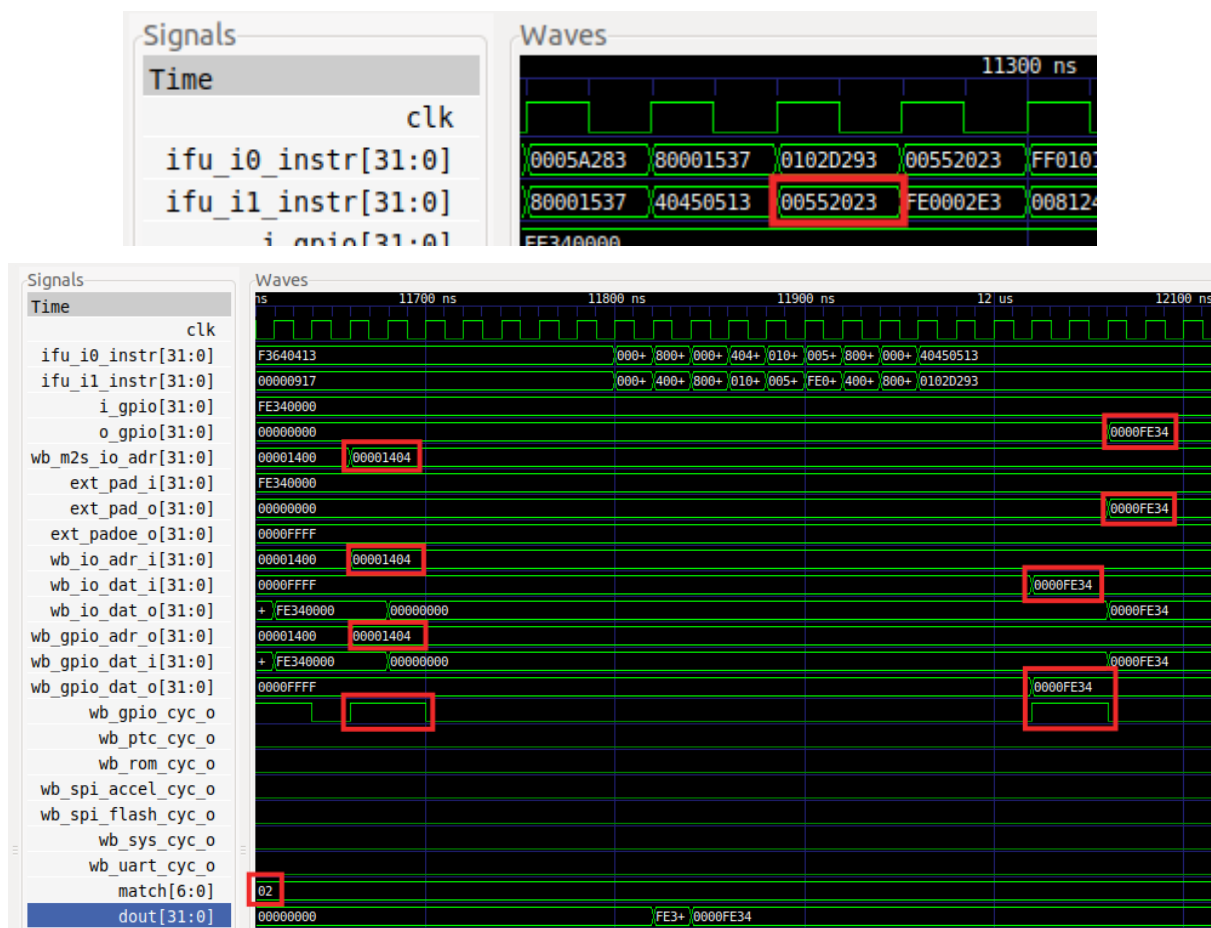 Signals Waves
Time 11300 ns
clk
ifu_i0_instr[31:0] 0005A283 80001537 0102D293 00552023 FF0101
ifu_i1_instr[31:0] 80001537 40450513 00552023 FE0002E3 008124
i_gpio[31:0] FE340000
Signals Waves
Time ns 11700 ns 11800 ns 11900 ns 12 us 12100 ns
clk
ifu_i0_instr[31:0] F3640413 000+ 800+ 000+ 404+ 010+ 005+ 800+ 000+ 40450513
ifu_i1_instr[31:0] 00000917 000+ 400+ 800+ 010+ 005+ FE0+ 400+ 800+ 0102D293
i_gpio[31:0] FE340000
o_gpio[31:0] 00000000 0000FE34
wb_m2s_io_adr[31:0] 00001400 00001404
ext_pad_i[31:0] FE340000
ext_pad_o[31:0] 00000000 0000FE34
ext_padoe_o[31:0] 0000FFFF
wb_io_adr_i[31:0] 00001400 00001404
wb_io_dat_i[31:0] 0000FFFF 0000FE34
wb_io_dat_o[31:0] + FE340000 00000000 0000FE34
wb_gpio_adr_o[31:0] 00001400 00001404
wb_gpio_dat_i[31:0] + FE340000 00000000 0000FE34
wb_gpio_dat_o[31:0] 0000FFFF 0000FE34
wb_gpio_cyc_o
wb_ptc_cyc_o
wb_rom_cyc_o
wb_spi_accel_cyc_o
wb_spi_flash_cyc_o
wb_sys_cyc_o
wb_uart_cyc_o
match[6:0] 02
dout[31:0] 00000000 FE3+ 0000FE34